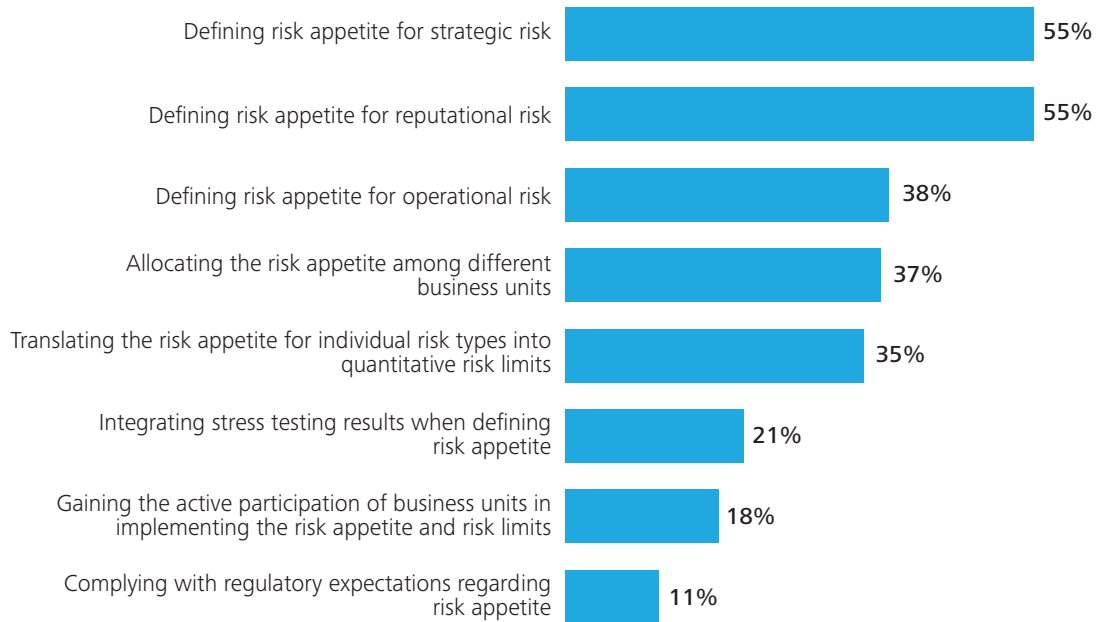 Defining risk appetite for strategic risk
55%
Defining risk appetite for reputational risk
55%
Defining risk appetite for operational risk
38%
Allocating the risk appetite among different
business units
37%
Translating the risk appetite for individual risk types into
quantitative risk limits
35%
Integrating stress testing results when defining
risk appetite
21%
Gaining the active participation of business units in
implementing the risk appetite and risk limits
18%
Complying with regulatory expectations regarding
risk appetite
11%